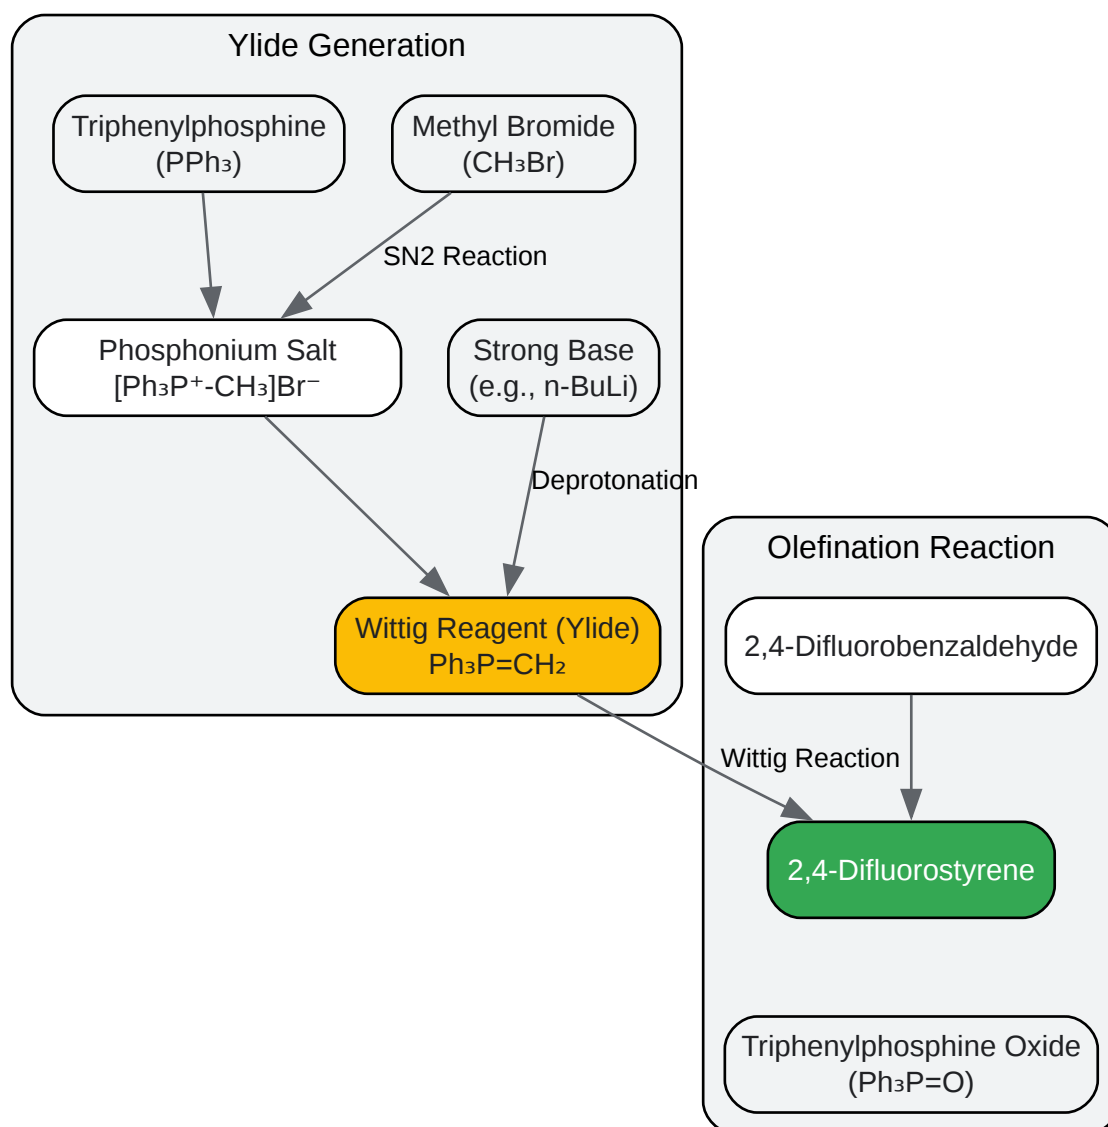 Ylide Generation
Triphenylphosphine
(PPh₃)
Methyl Bromide
(CH₃Br)
SN2 Reaction
Phosphonium Salt
[Ph₃P⁺-CH₃]Br⁻
Strong Base
(e.g., n-BuLi)
Deprotonation
Wittig Reagent (Ylide)
Ph₃P=CH₂
Olefination Reaction
2,4-Difluorobenzaldehyde
Wittig Reaction
2,4-Difluorostyrene
Triphenylphosphine Oxide
(Ph₃P=O)